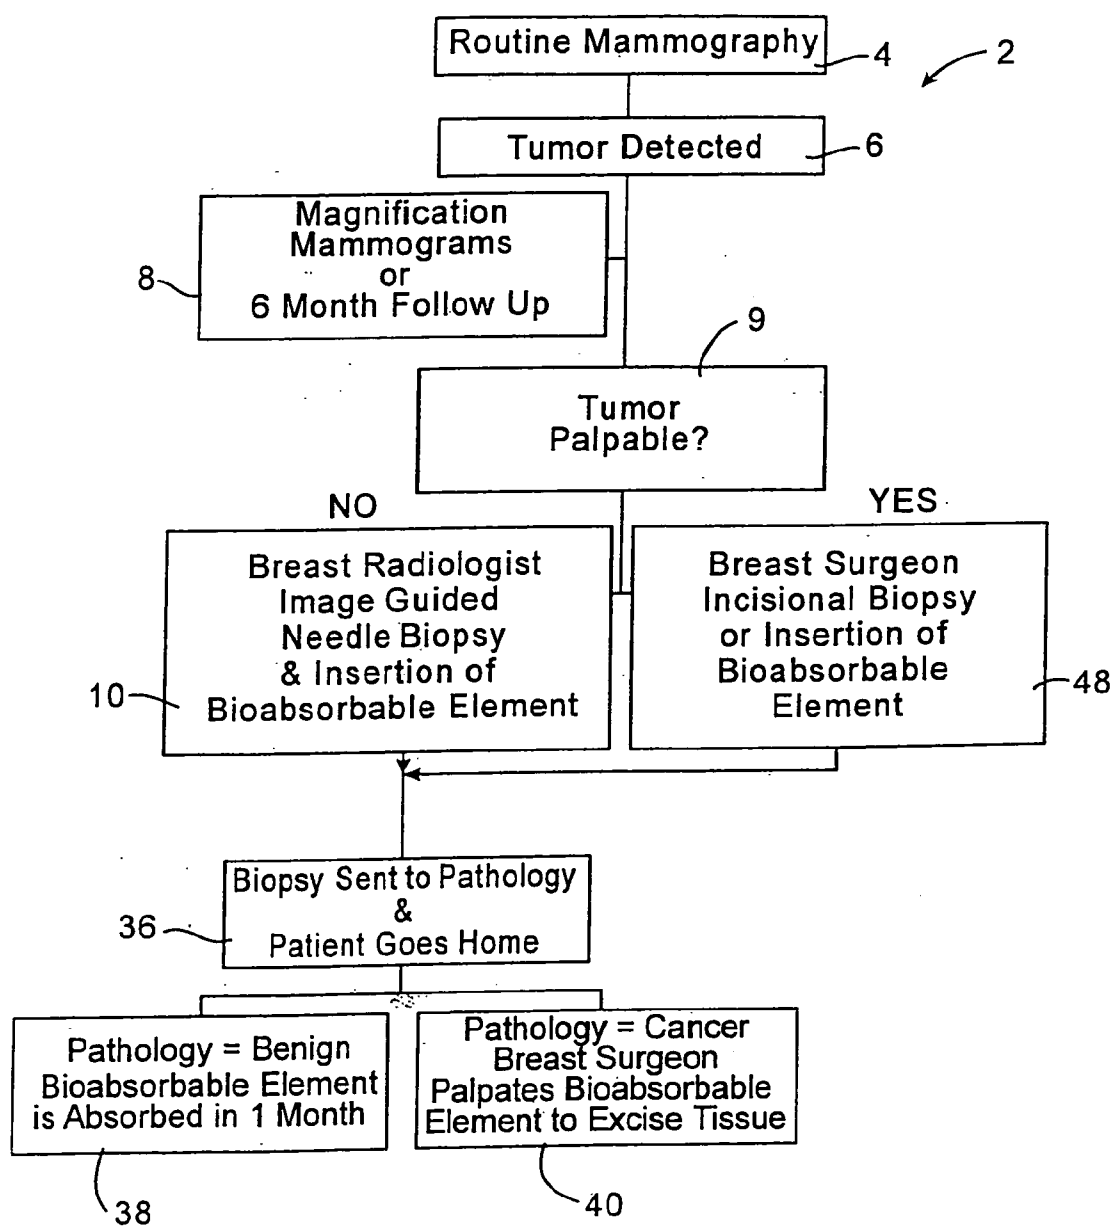 Routine Mammography
4
2
Tumor Detected
6
Magnification
Mammograms
or
6 Month Follow Up
8
9
Tumor
Palpable?
NO
YES
Breast Radiologist
Image Guided
Needle Biopsy
& Insertion of
Bioabsorbable Element
10
Breast Surgeon
Incisional Biopsy
or Insertion of
Bioabsorbable
Element
48
Biopsy Sent to Pathology
&
Patient Goes Home
36
Pathology = Benign
Bioabsorbable Element
is Absorbed in 1 Month
38
Pathology = Cancer
Breast Surgeon
Palpates Bioabsorbable
Element to Excise Tissue
40